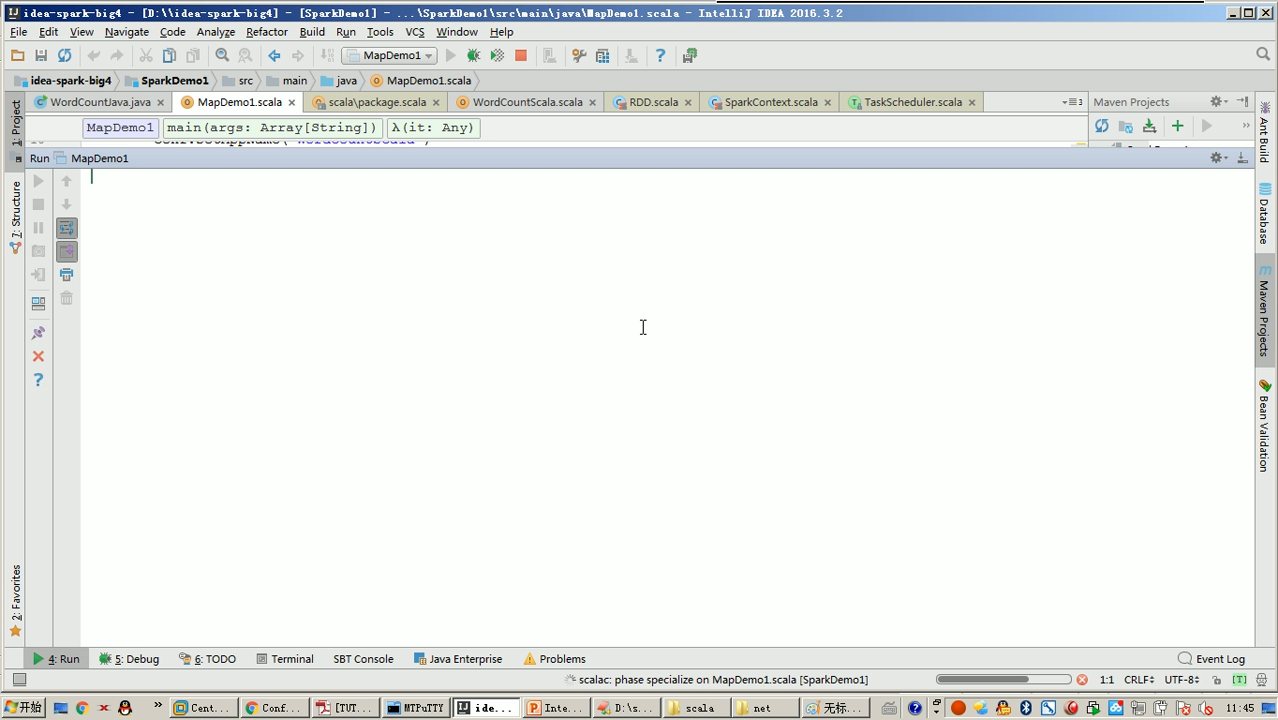 idea-spark-big4 - [D:\\idea-spark-big4] - [SparkDemo1] - ...\SparkDemo1\src\main\java\MapDemo1.scala - IntelliJ IDEA 2016.3.2
File Edit View Navigate Code Analyze Refactor Build Run Tools VCS Window Help
MapDemo1
idea-spark-big4 SparkDemo1 src main java MapDemo1.scala
WordCountJava.java MapDemo1.scala scala\package.scala WordCountScala.scala RDD.scala SparkContext.scala TaskScheduler.scala Maven Projects
MapDemo1 main(args: Array[String]) λ(it: Any)
Run MapDemo1
1: Project
7: Structure
2: Favorites
Ant Build
Database
Maven Projects
Bean Validation
4: Run 5: Debug 6: TODO Terminal SBT Console Java Enterprise Problems Event Log
scalac: phase specialize on MapDemo1.scala [SparkDemo1] 1:1 CRLF UTF-8 [T]
开始 Cent... Conf... [TUT... MTPuTTY ide... Inte... D:\s... scala net 无标... 11:45